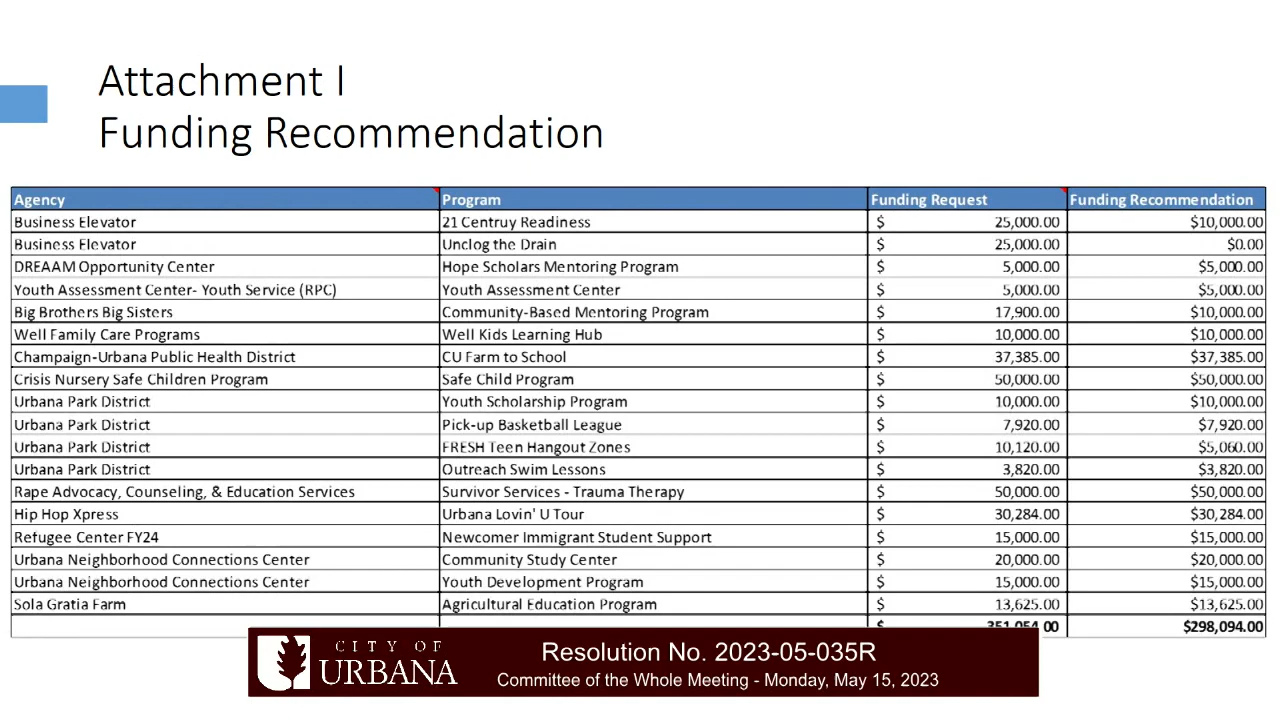 Attachment I
Funding Recommendation
Agency Program Funding Request Funding Recommendation
Business Elevator 21 Centruy Readiness $ 25,000.00 $10,000.00
Business Elevator Unclog the Drain $ 25,000.00 $0.00
DREAAM Opportunity Center Hope Scholars Mentoring Program $ 5,000.00 $5,000.00
Youth Assessment Center- Youth Service (RPC) Youth Assessment Center $ 5,000.00 $5,000.00
Big Brothers Big Sisters Community-Based Mentoring Program $ 17,900.00 $10,000.00
Well Family Care Programs Well Kids Learning Hub $ 10,000.00 $10,000.00
Champaign-Urbana Public Health District CU Farm to School $ 37,385.00 $37,385.00
Crisis Nursery Safe Children Program Safe Child Program $ 50,000.00 $50,000.00
Urbana Park District Youth Scholarship Program $ 10,000.00 $10,000.00
Urbana Park District Pick-up Basketball League $ 7,920.00 $7,920.00
Urbana Park District FRESH Teen Hangout Zones $ 10,120.00 $5,060.00
Urbana Park District Outreach Swim Lessons $ 3,820.00 $3,820.00
Rape Advocacy, Counseling, & Education Services Survivor Services - Trauma Therapy $ 50,000.00 $50,000.00
Hip Hop Xpress Urbana Lovin' U Tour $ 30,284.00 $30,284.00
Refugee Center FY24 Newcomer Immigrant Student Support $ 15,000.00 $15,000.00
Urbana Neighborhood Connections Center Community Study Center $ 20,000.00 $20,000.00
Urbana Neighborhood Connections Center Youth Development Program $ 15,000.00 $15,000.00
Sola Gratia Farm Agricultural Education Program $ 13,625.00 $13,625.00
$ 351,054.00 $298,094.00
CITY OF
URBANA
Resolution No. 2023-05-035R
Committee of the Whole Meeting - Monday, May 15, 2023